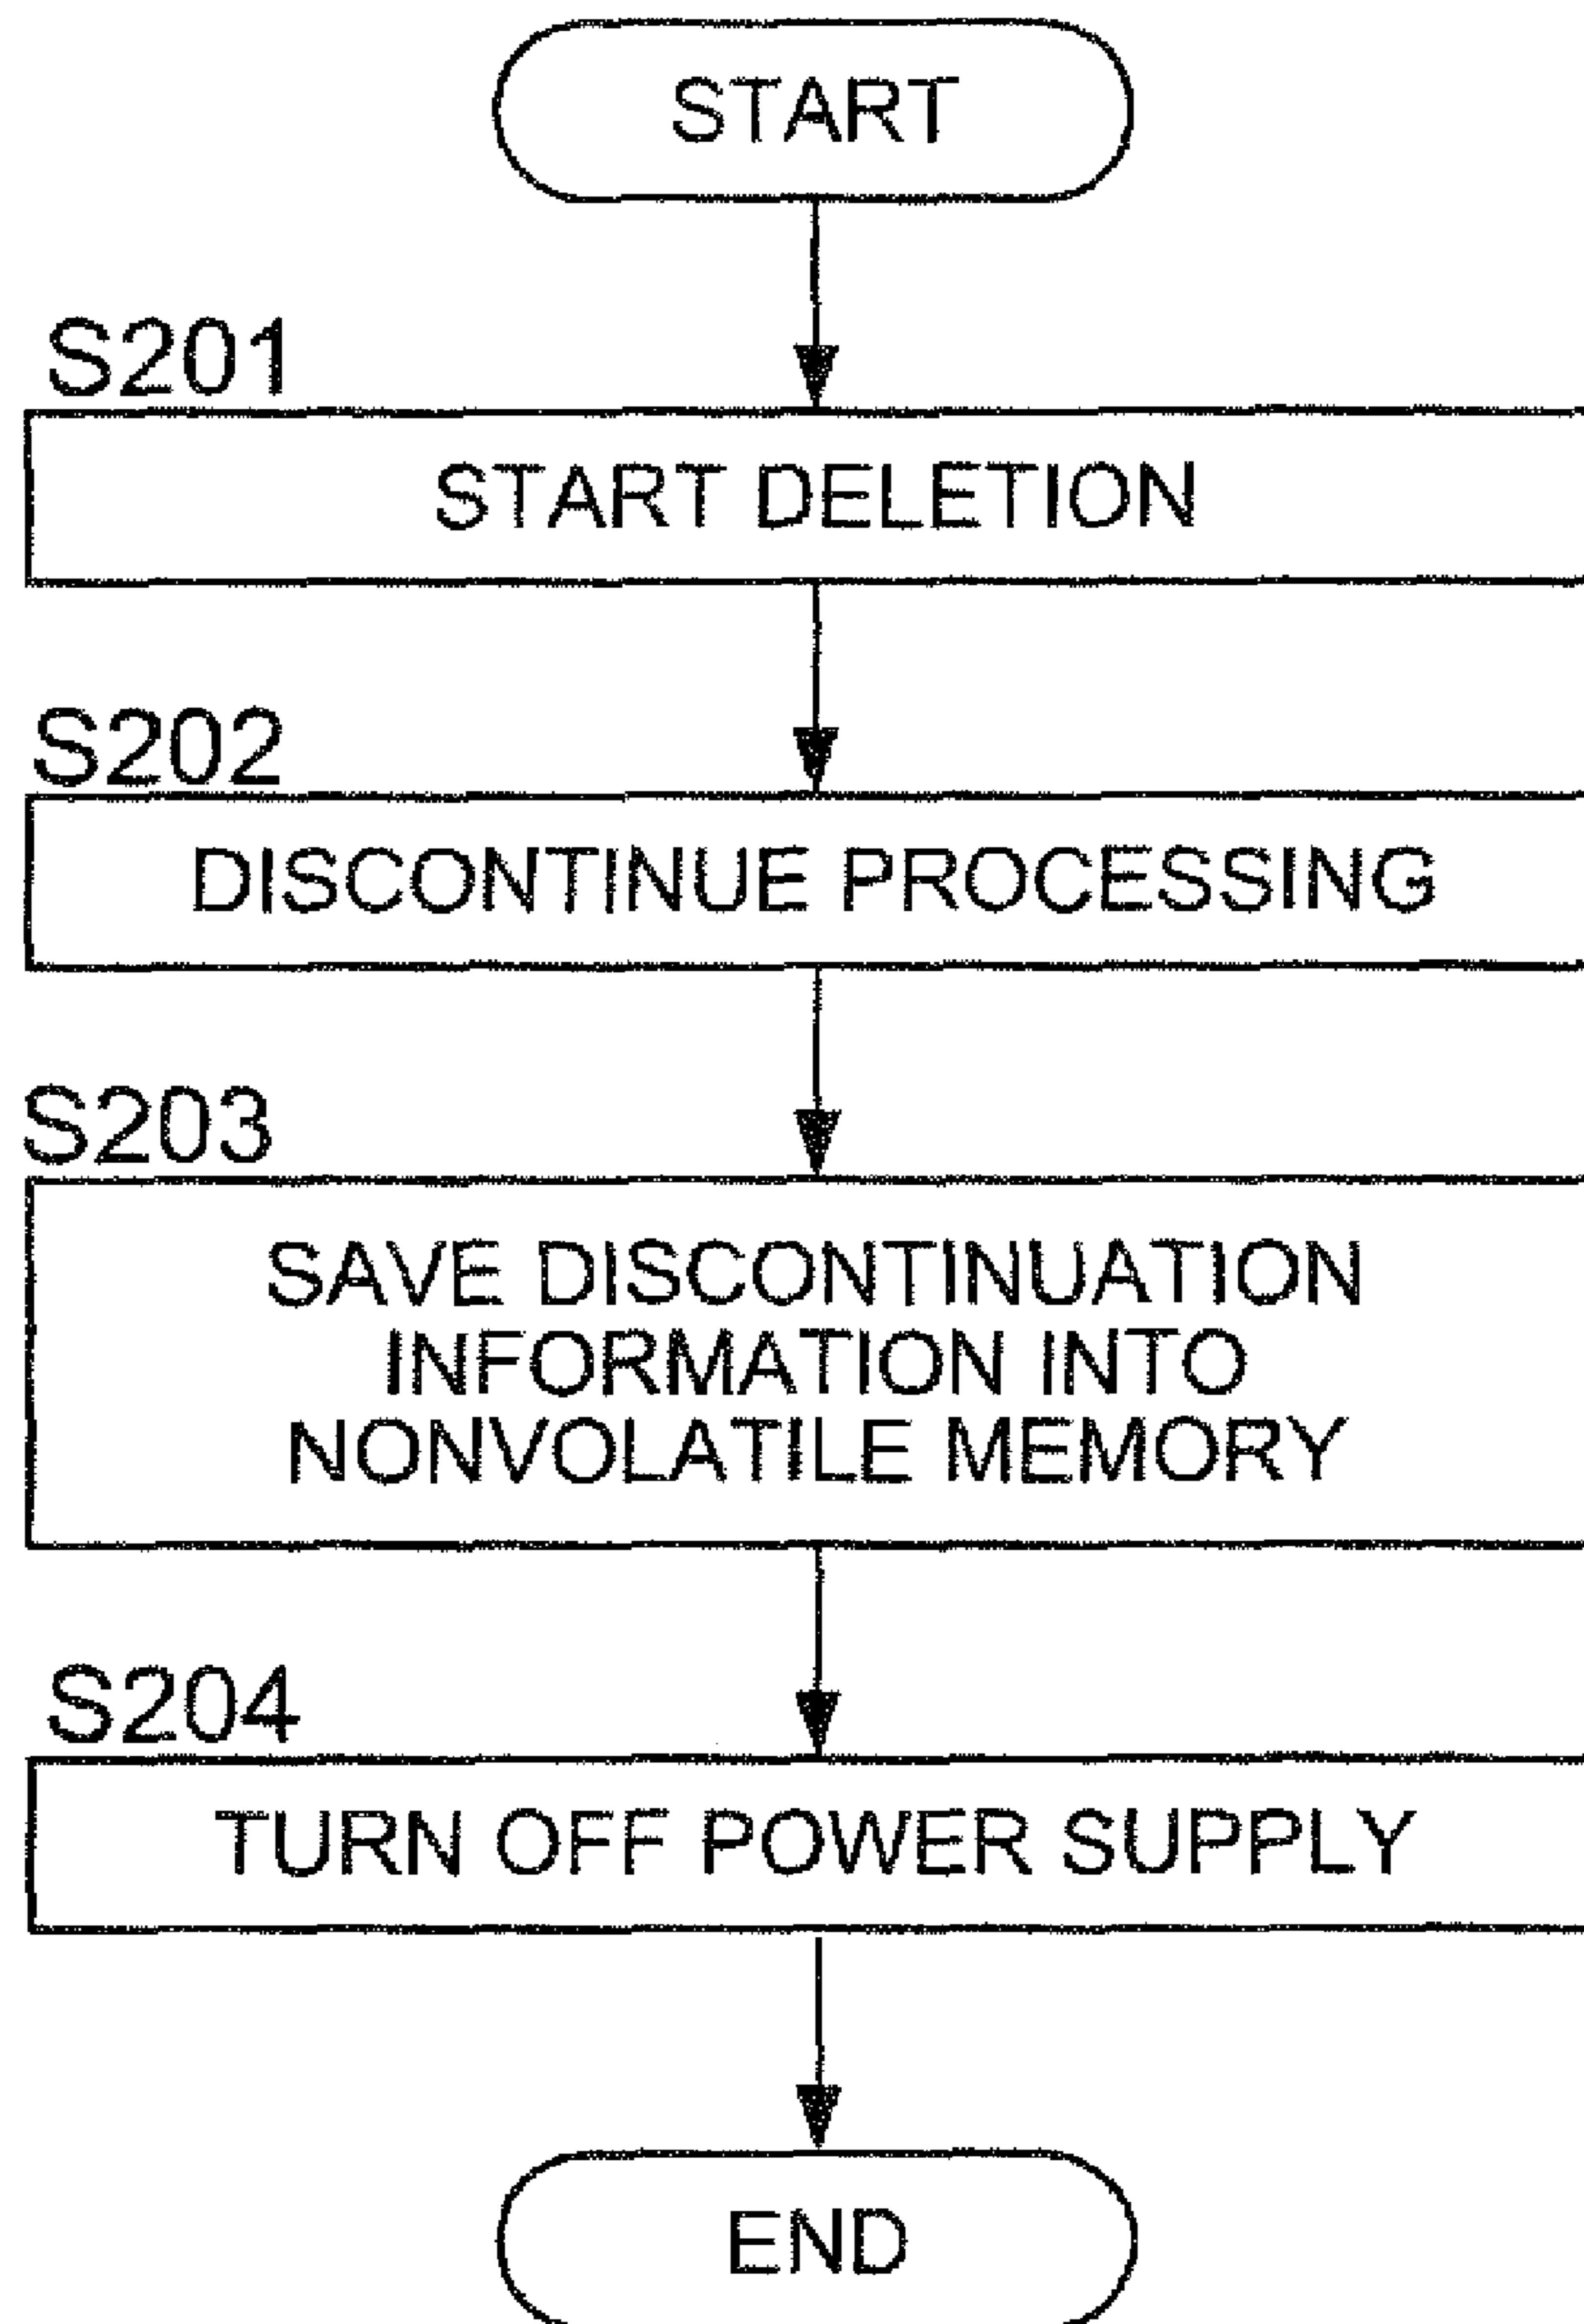 START
S201
START DELETION
S202
DISCONTINUE PROCESSING
S203
SAVE DISCONTINUATION
INFORMATION INTO
NONVOLATILE MEMORY
S204
TURN OFF POWER SUPPLY
END